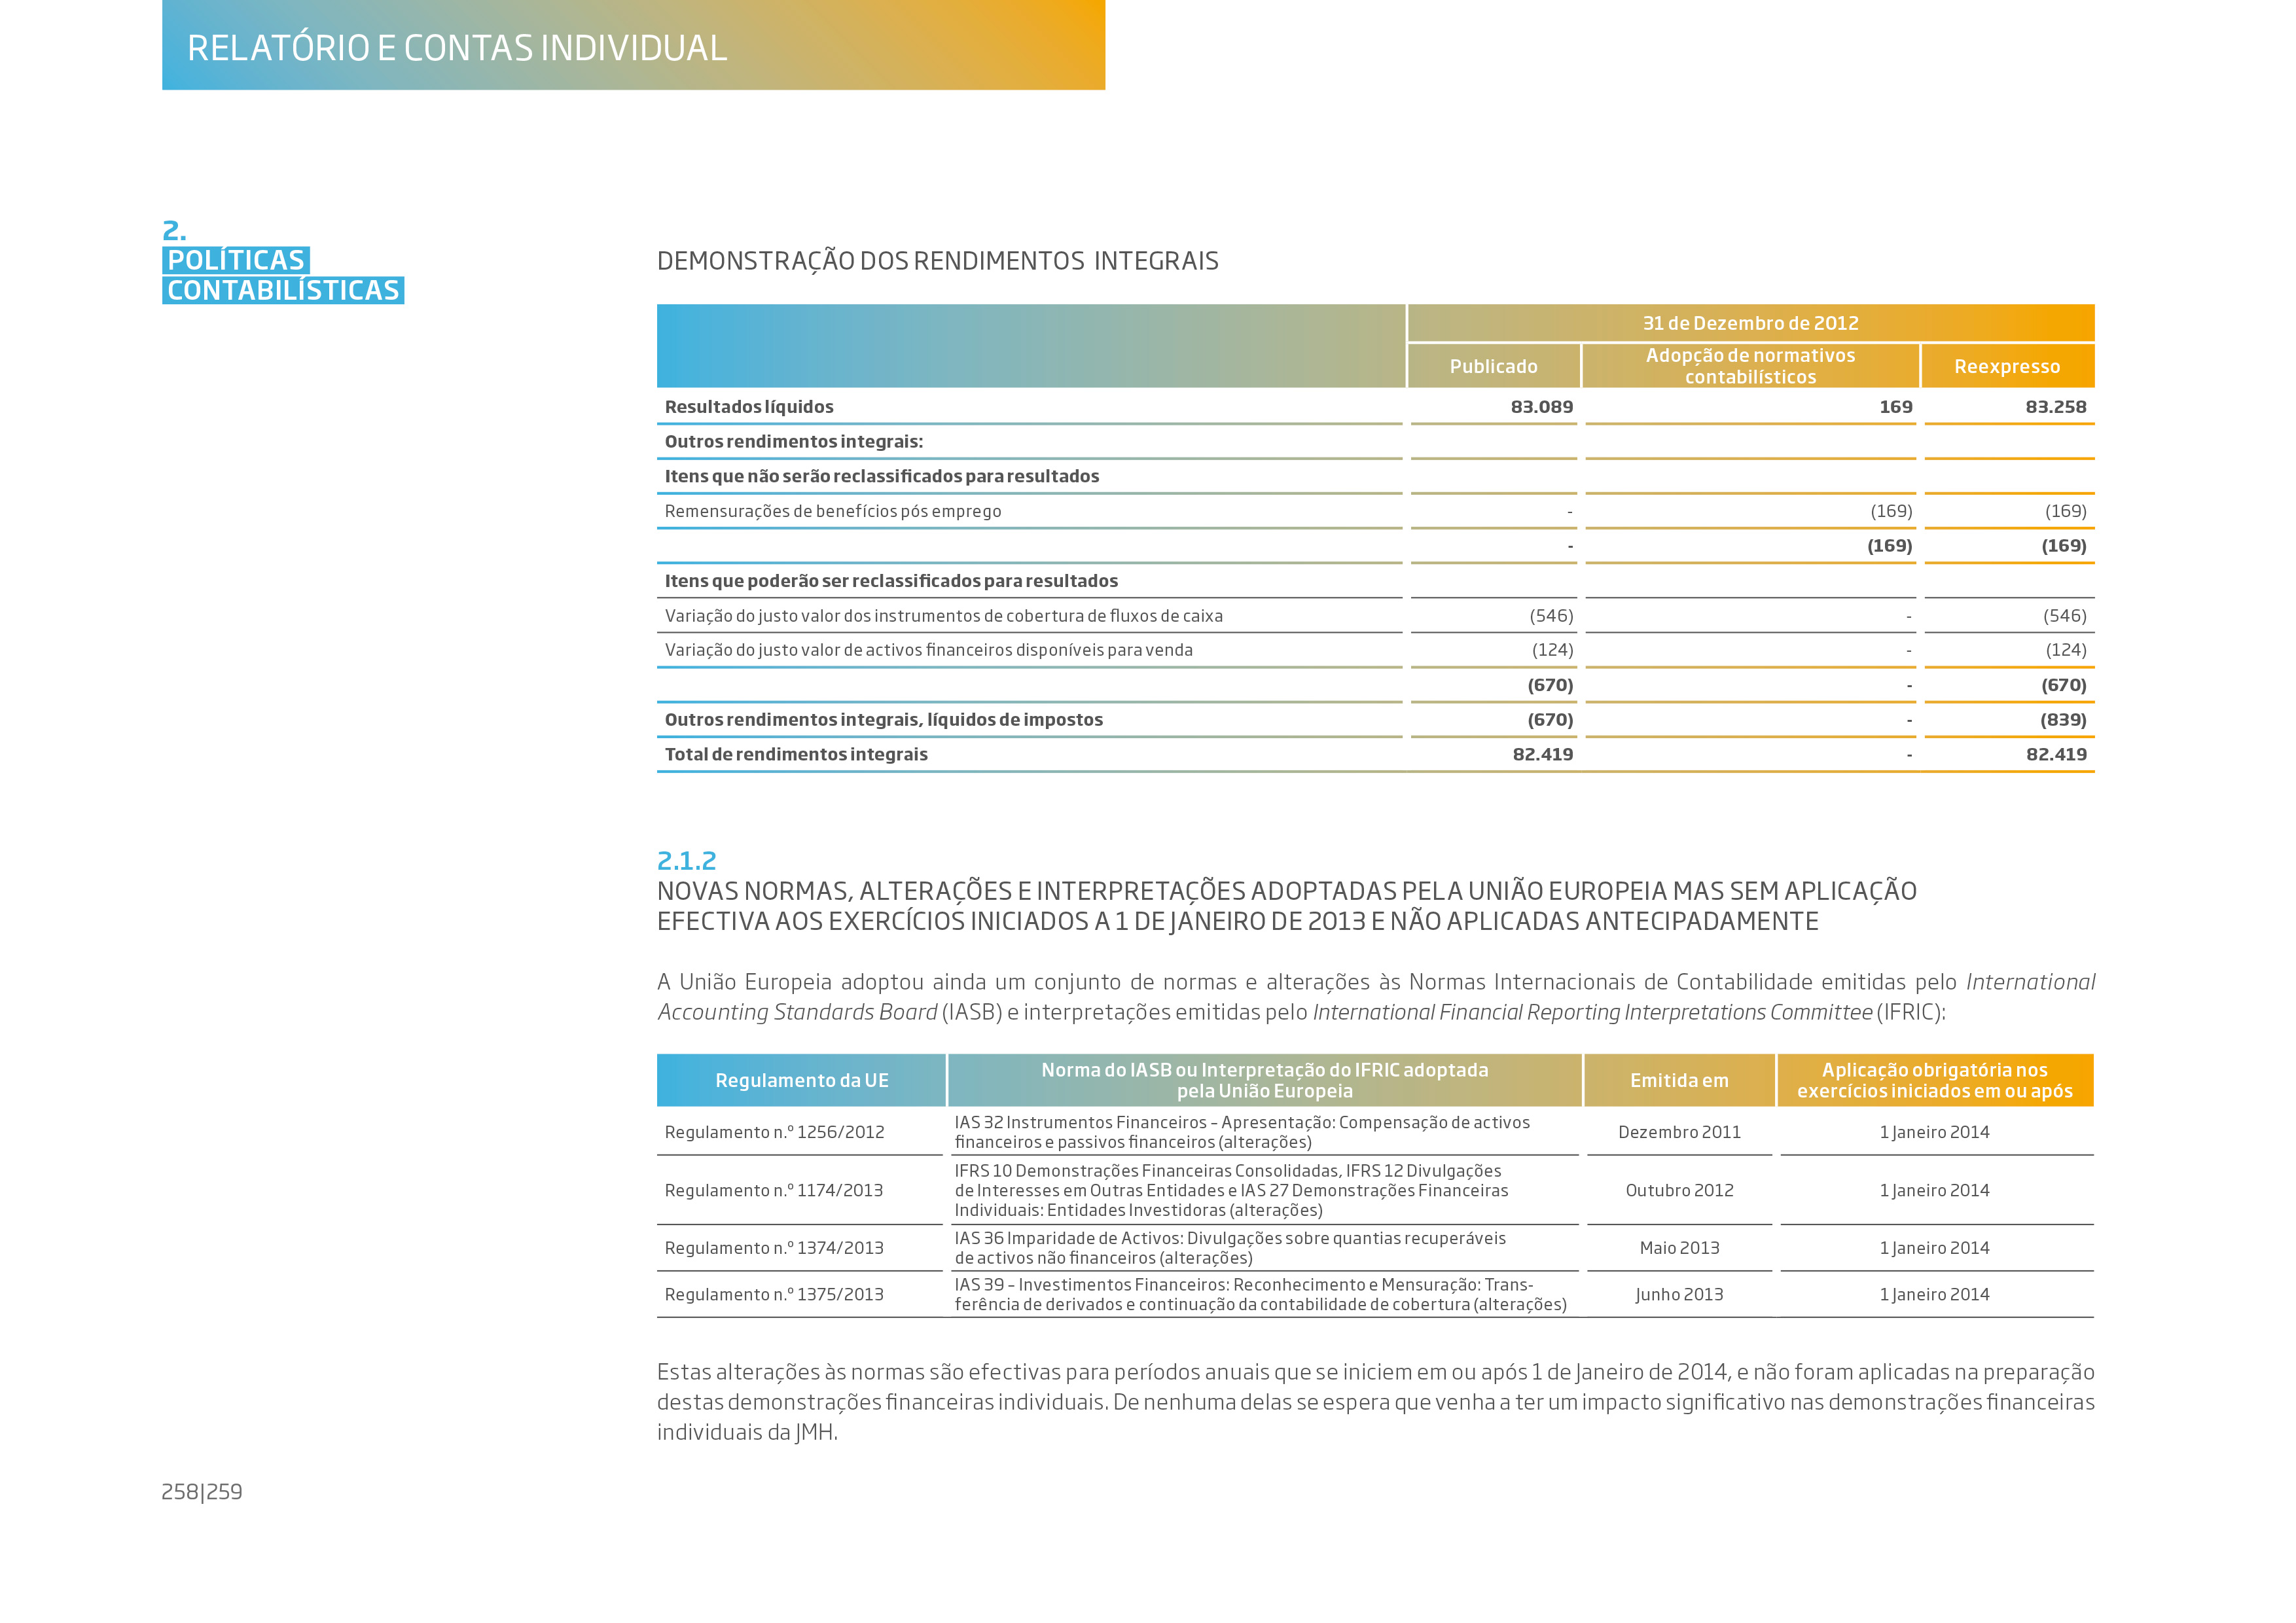 RELATÓRIO E CONTAS INDIVIDUAL
2.
POLÍTICAS
CONTABILÍSTICAS
DEMONSTRAÇÃO DOS RENDIMENTOS INTEGRAIS
31 de Dezembro de 2012
Publicado Adopção de normativos contabilísticos Reexpresso
Resultados líquidos 83.089 169 83.258
Outros rendimentos integrais:
Itens que não serão reclassificados para resultados
Remensurações de benefícios pós emprego - (169) (169)
- (169) (169)
Itens que poderão ser reclassificados para resultados
Variação do justo valor dos instrumentos de cobertura de fluxos de caixa (546) - (546)
Variação do justo valor de activos financeiros disponíveis para venda (124) - (124)
(670) - (670)
Outros rendimentos integrais, líquidos de impostos (670) - (839)
Total de rendimentos integrais 82.419 - 82.419
2.1.2
NOVAS NORMAS, ALTERAÇÕES E INTERPRETAÇÕES ADOPTADAS PELA UNIÃO EUROPEIA MAS SEM APLICAÇÃO
EFECTIVA AOS EXERCÍCIOS INICIADOS A 1 DE JANEIRO DE 2013 E NÃO APLICADAS ANTECIPADAMENTE
A União Europeia adoptou ainda um conjunto de normas e alterações às Normas Internacionais de Contabilidade emitidas pelo International
Accounting Standards Board (IASB) e interpretações emitidas pelo International Financial Reporting Interpretations Committee (IFRIC):
Regulamento da UE
Norma do IASB ou Interpretação do IFRIC adoptada
pela União Europeia
Emitida em
Aplicação obrigatória nos
exercícios iniciados em ou após
Regulamento n.º 1256/2012
IAS 32 Instrumentos Financeiros – Apresentação: Compensação de activos
financeiros e passivos financeiros (alterações)
Dezembro 2011
1 Janeiro 2014
Regulamento n.º 1174/2013
IFRS 10 Demonstrações Financeiras Consolidadas, IFRS 12 Divulgações
de Interesses em Outras Entidades e IAS 27 Demonstrações Financeiras
Individuais: Entidades Investidoras (alterações)
Outubro 2012
1 Janeiro 2014
Regulamento n.º 1374/2013
IAS 36 Imparidade de Activos: Divulgações sobre quantias recuperáveis
de activos não financeiros (alterações)
Maio 2013
1 Janeiro 2014
Regulamento n.º 1375/2013
IAS 39 – Investimentos Financeiros: Reconhecimento e Mensuração: Trans-
ferência de derivados e continuação da contabilidade de cobertura (alterações)
Junho 2013
1 Janeiro 2014
Estas alterações às normas são efectivas para períodos anuais que se iniciem em ou após 1 de Janeiro de 2014, e não foram aplicadas na preparação
destas demonstrações financeiras individuais. De nenhuma delas se espera que venha a ter um impacto significativo nas demonstrações financeiras
individuais da JMH.
258|259